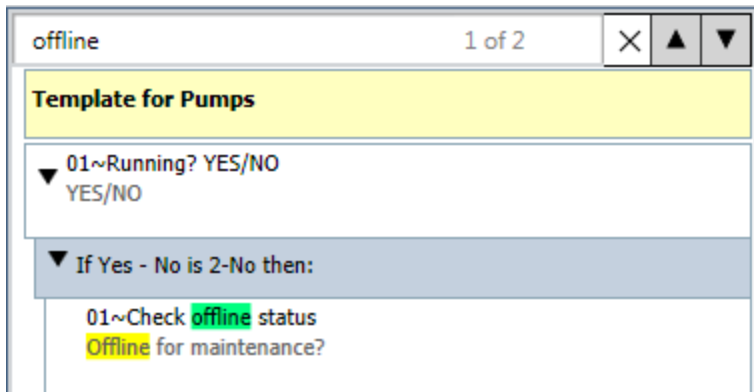 offline 1 of 2
Template for Pumps
01~Running? YES/NO
YES/NO
If Yes - No is 2-No then:
01~Check offline status
Offline for maintenance?